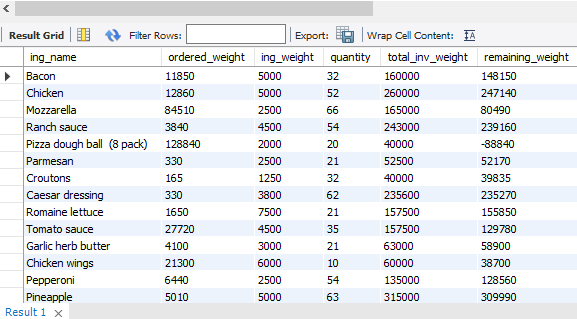 Result Grid Filter Rows: Export: Wrap Cell Content:
ing_name ordered_weight ing_weight quantity total_inv_weight remaining_weight
Bacon 11850 5000 32 160000 148150
Chicken 12860 5000 52 260000 247140
Mozzarella 84510 2500 66 165000 80490
Ranch sauce 3840 4500 54 243000 239160
Pizza dough ball (8 pack) 128840 2000 20 40000 -88840
Parmesan 330 2500 21 52500 52170
Croutons 165 1250 32 40000 39835
Caesar dressing 330 3800 62 235600 235270
Romaine lettuce 1650 7500 21 157500 155850
Tomato sauce 27720 4500 35 157500 129780
Garlic herb butter 4100 3000 21 63000 58900
Chicken wings 21300 6000 10 60000 38700
Pepperoni 6440 2500 54 135000 128560
Pineapple 5010 5000 63 315000 309990
Result 1